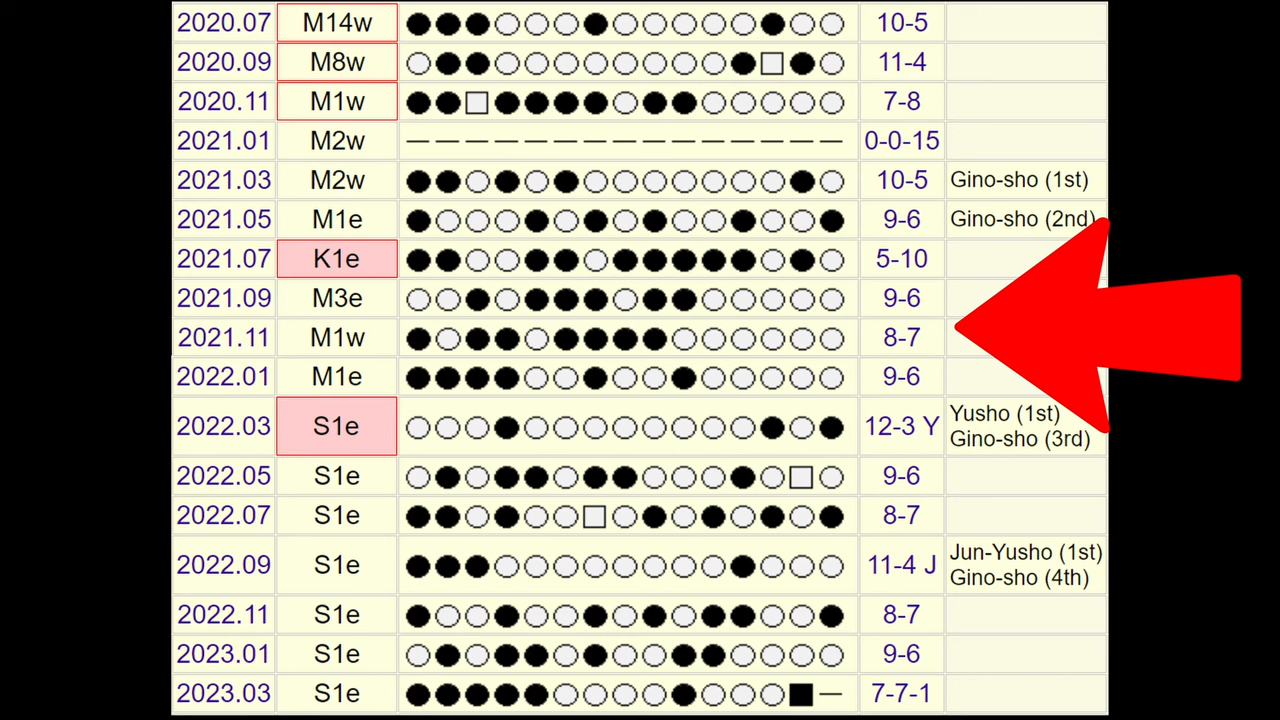 2020.07 M14w 10-5
2020.09 M8w 11-4
2020.11 M1w 7-8
2021.01 M2w 0-0-15
2021.03 M2w 10-5 Gino-sho (1st)
2021.05 M1e 9-6 Gino-sho (2nd)
2021.07 K1e 5-10
2021.09 M3e 9-6
2021.11 M1w 8-7
2022.01 M1e 9-6
2022.03 S1e 12-3 Y Yusho (1st)
Gino-sho (3rd)
2022.05 S1e 9-6
2022.07 S1e 8-7
2022.09 S1e 11-4 J Jun-Yusho (1st)
Gino-sho (4th)
2022.11 S1e 8-7
2023.01 S1e 9-6
2023.03 S1e 7-7-1